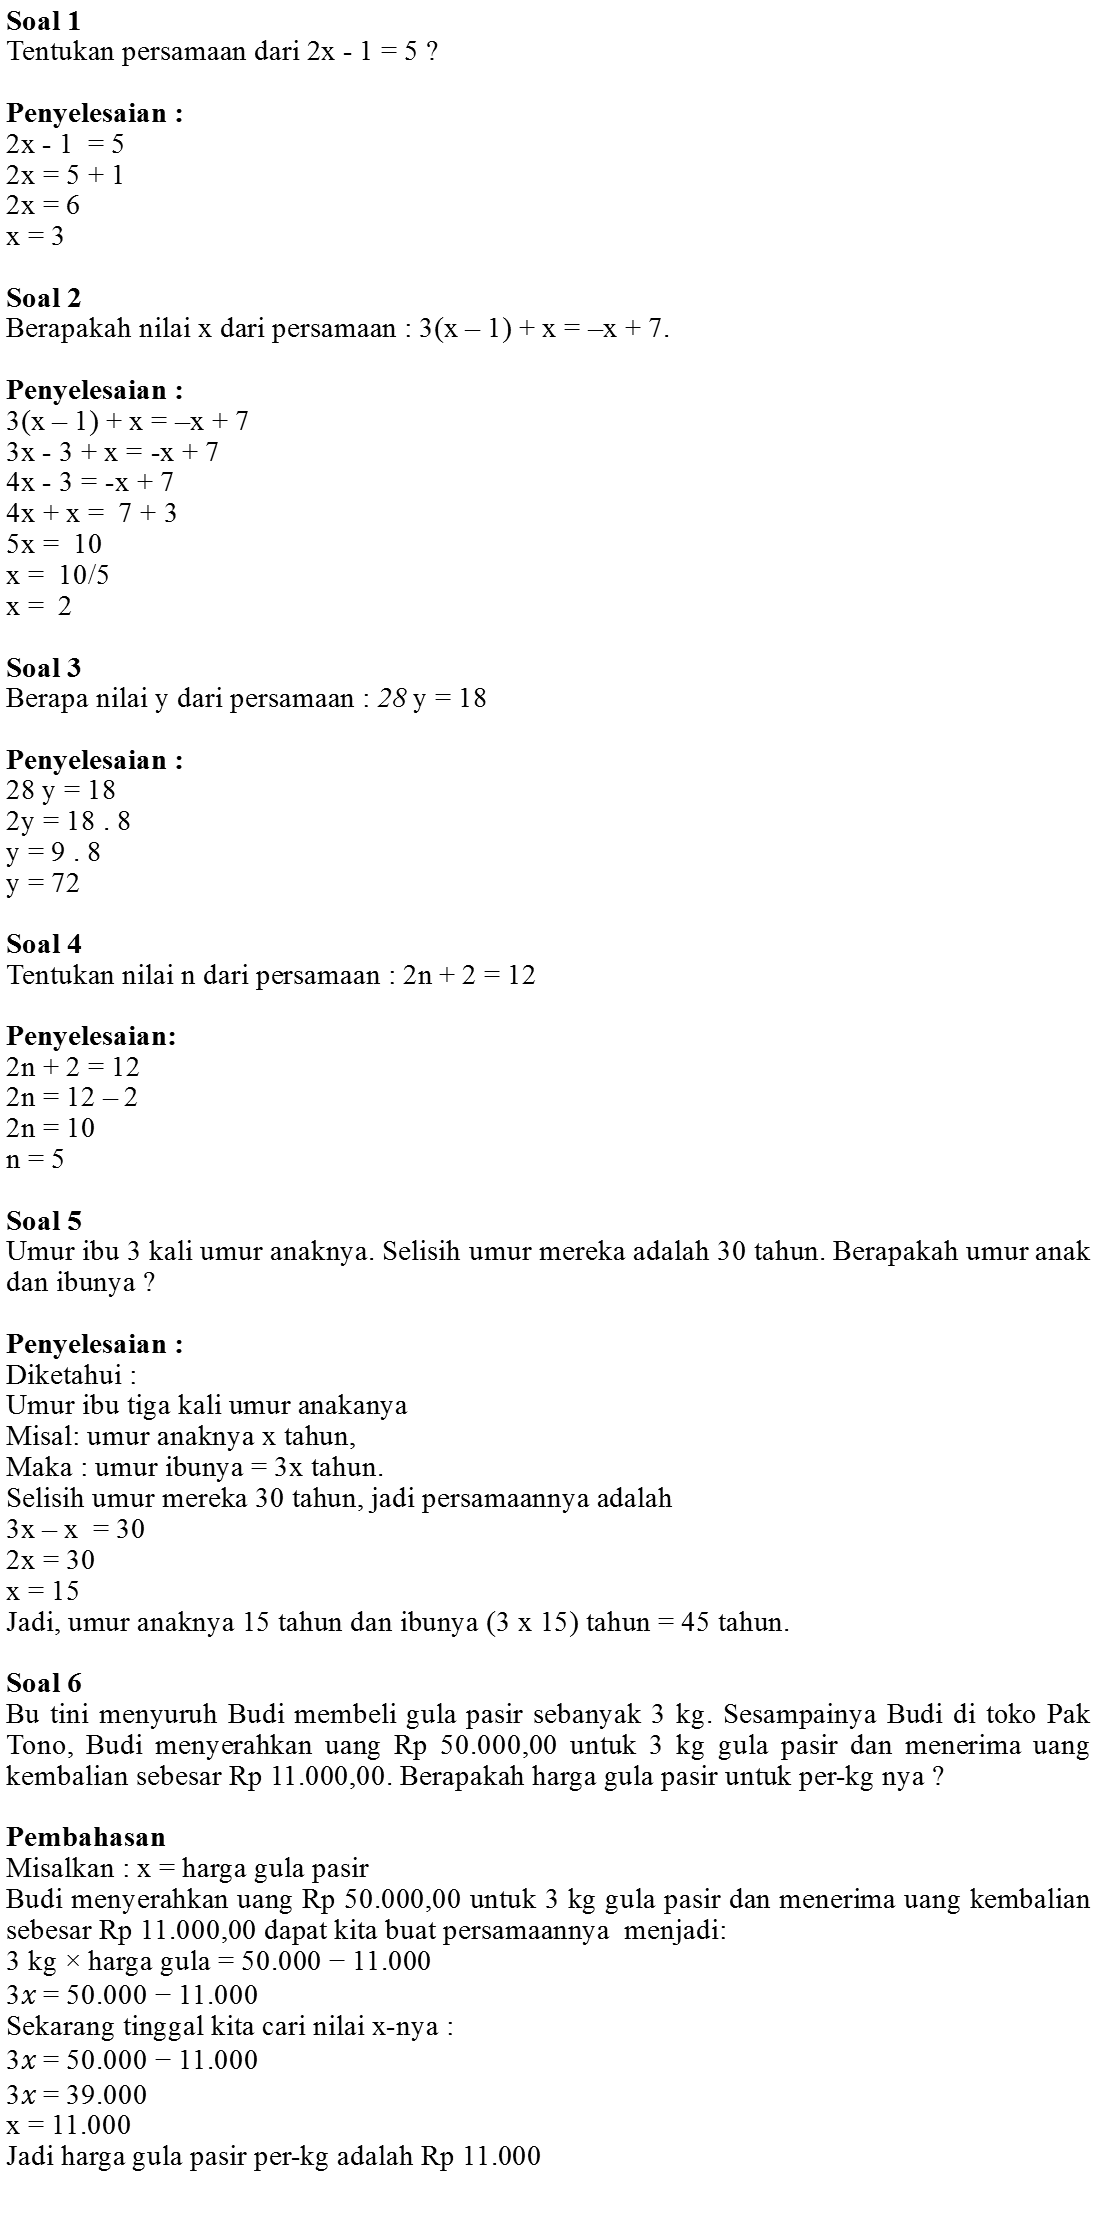 Soal 1
Tentukan persamaan dari 2x - 1 = 5 ?
Penyelesaian :
2x - 1  = 5
2x = 5 + 1
2x = 6
x = 3
Soal 2
Berapakah nilai x dari persamaan : 3(x – 1) + x = –x + 7.
Penyelesaian :
3(x – 1) + x = –x + 7
3x - 3 + x = -x + 7
4x - 3 = -x + 7
4x + x =  7 + 3
5x =  10
x =  10/5
x =  2
Soal 3
Berapa nilai y dari persamaan : 28 y = 18
Penyelesaian :
28 y = 18
2y = 18 . 8
y = 9 . 8
y = 72
Soal 4
Tentukan nilai n dari persamaan : 2n + 2 = 12
Penyelesaian:
2n + 2 = 12
2n = 12 – 2
2n = 10
n = 5
Soal 5
Umur ibu 3 kali umur anaknya. Selisih umur mereka adalah 30 tahun. Berapakah umur anak
dan ibunya ?
Penyelesaian :
Diketahui :
Umur ibu tiga kali umur anakanya
Misal: umur anaknya x tahun,
Maka : umur ibunya = 3x tahun.
Selisih umur mereka 30 tahun, jadi persamaannya adalah
3x – x  = 30
2x = 30
x = 15
Jadi, umur anaknya 15 tahun dan ibunya (3 x 15) tahun = 45 tahun.
Soal 6
Bu tini menyuruh Budi membeli gula pasir sebanyak 3 kg. Sesampainya Budi di toko Pak
Tono, Budi menyerahkan uang Rp 50.000,00 untuk 3 kg gula pasir dan menerima uang
kembalian sebesar Rp 11.000,00. Berapakah harga gula pasir untuk per-kg nya ?
Pembahasan
Misalkan : x = harga gula pasir
Budi menyerahkan uang Rp 50.000,00 untuk 3 kg gula pasir dan menerima uang kembalian
sebesar Rp 11.000,00 dapat kita buat persamaannya  menjadi:
3 kg × harga gula = 50.000 − 11.000
3𝑥 = 50.000 − 11.000
Sekarang tinggal kita cari nilai x-nya :
3𝑥 = 50.000 − 11.000
3𝑥 = 39.000
x = 11.000
Jadi harga gula pasir per-kg adalah Rp 11.000